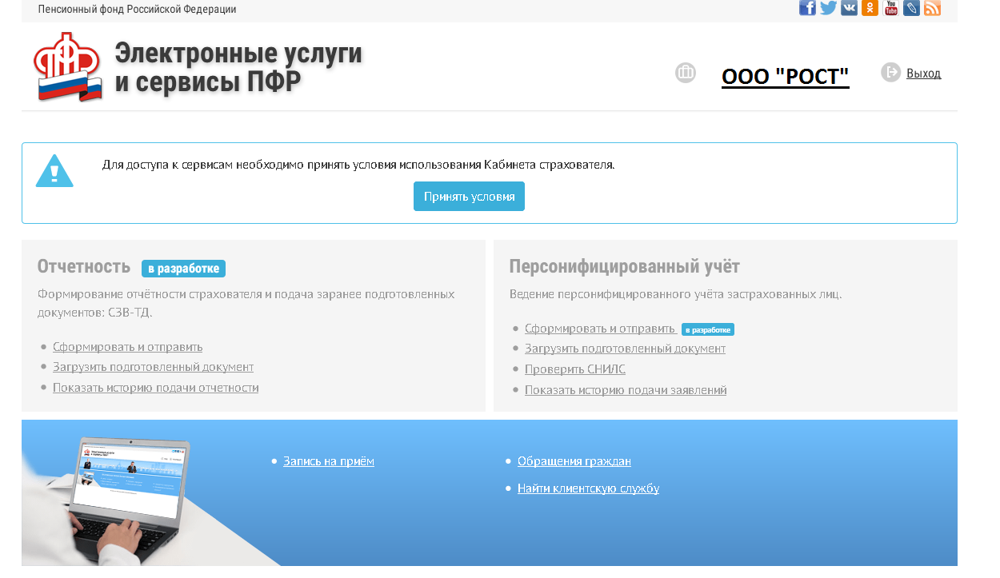 Пенсионный фонд Российской Федерации
Электронные услуги
и сервисы ПФР
ООО "РОСТ"
Выход
Для доступа к сервисам необходимо принять условия использования Кабинета страхователя.
Принять условия
Отчетность в разработке
Формирование отчётности страхователя и подача заранее подготовленных
документов: СЗВ-ТД.
Сформировать и отправить
Загрузить подготовленный документ
Показать историю подачи отчетности
Персонифицированный учёт
Ведение персонифицированного учёта застрахованных лиц.
Сформировать и отправить в разработке
Загрузить подготовленный документ
Проверить СНИЛС
Показать историю подачи заявлений
Запись на приём
Обращения граждан
Найти клиентскую службу